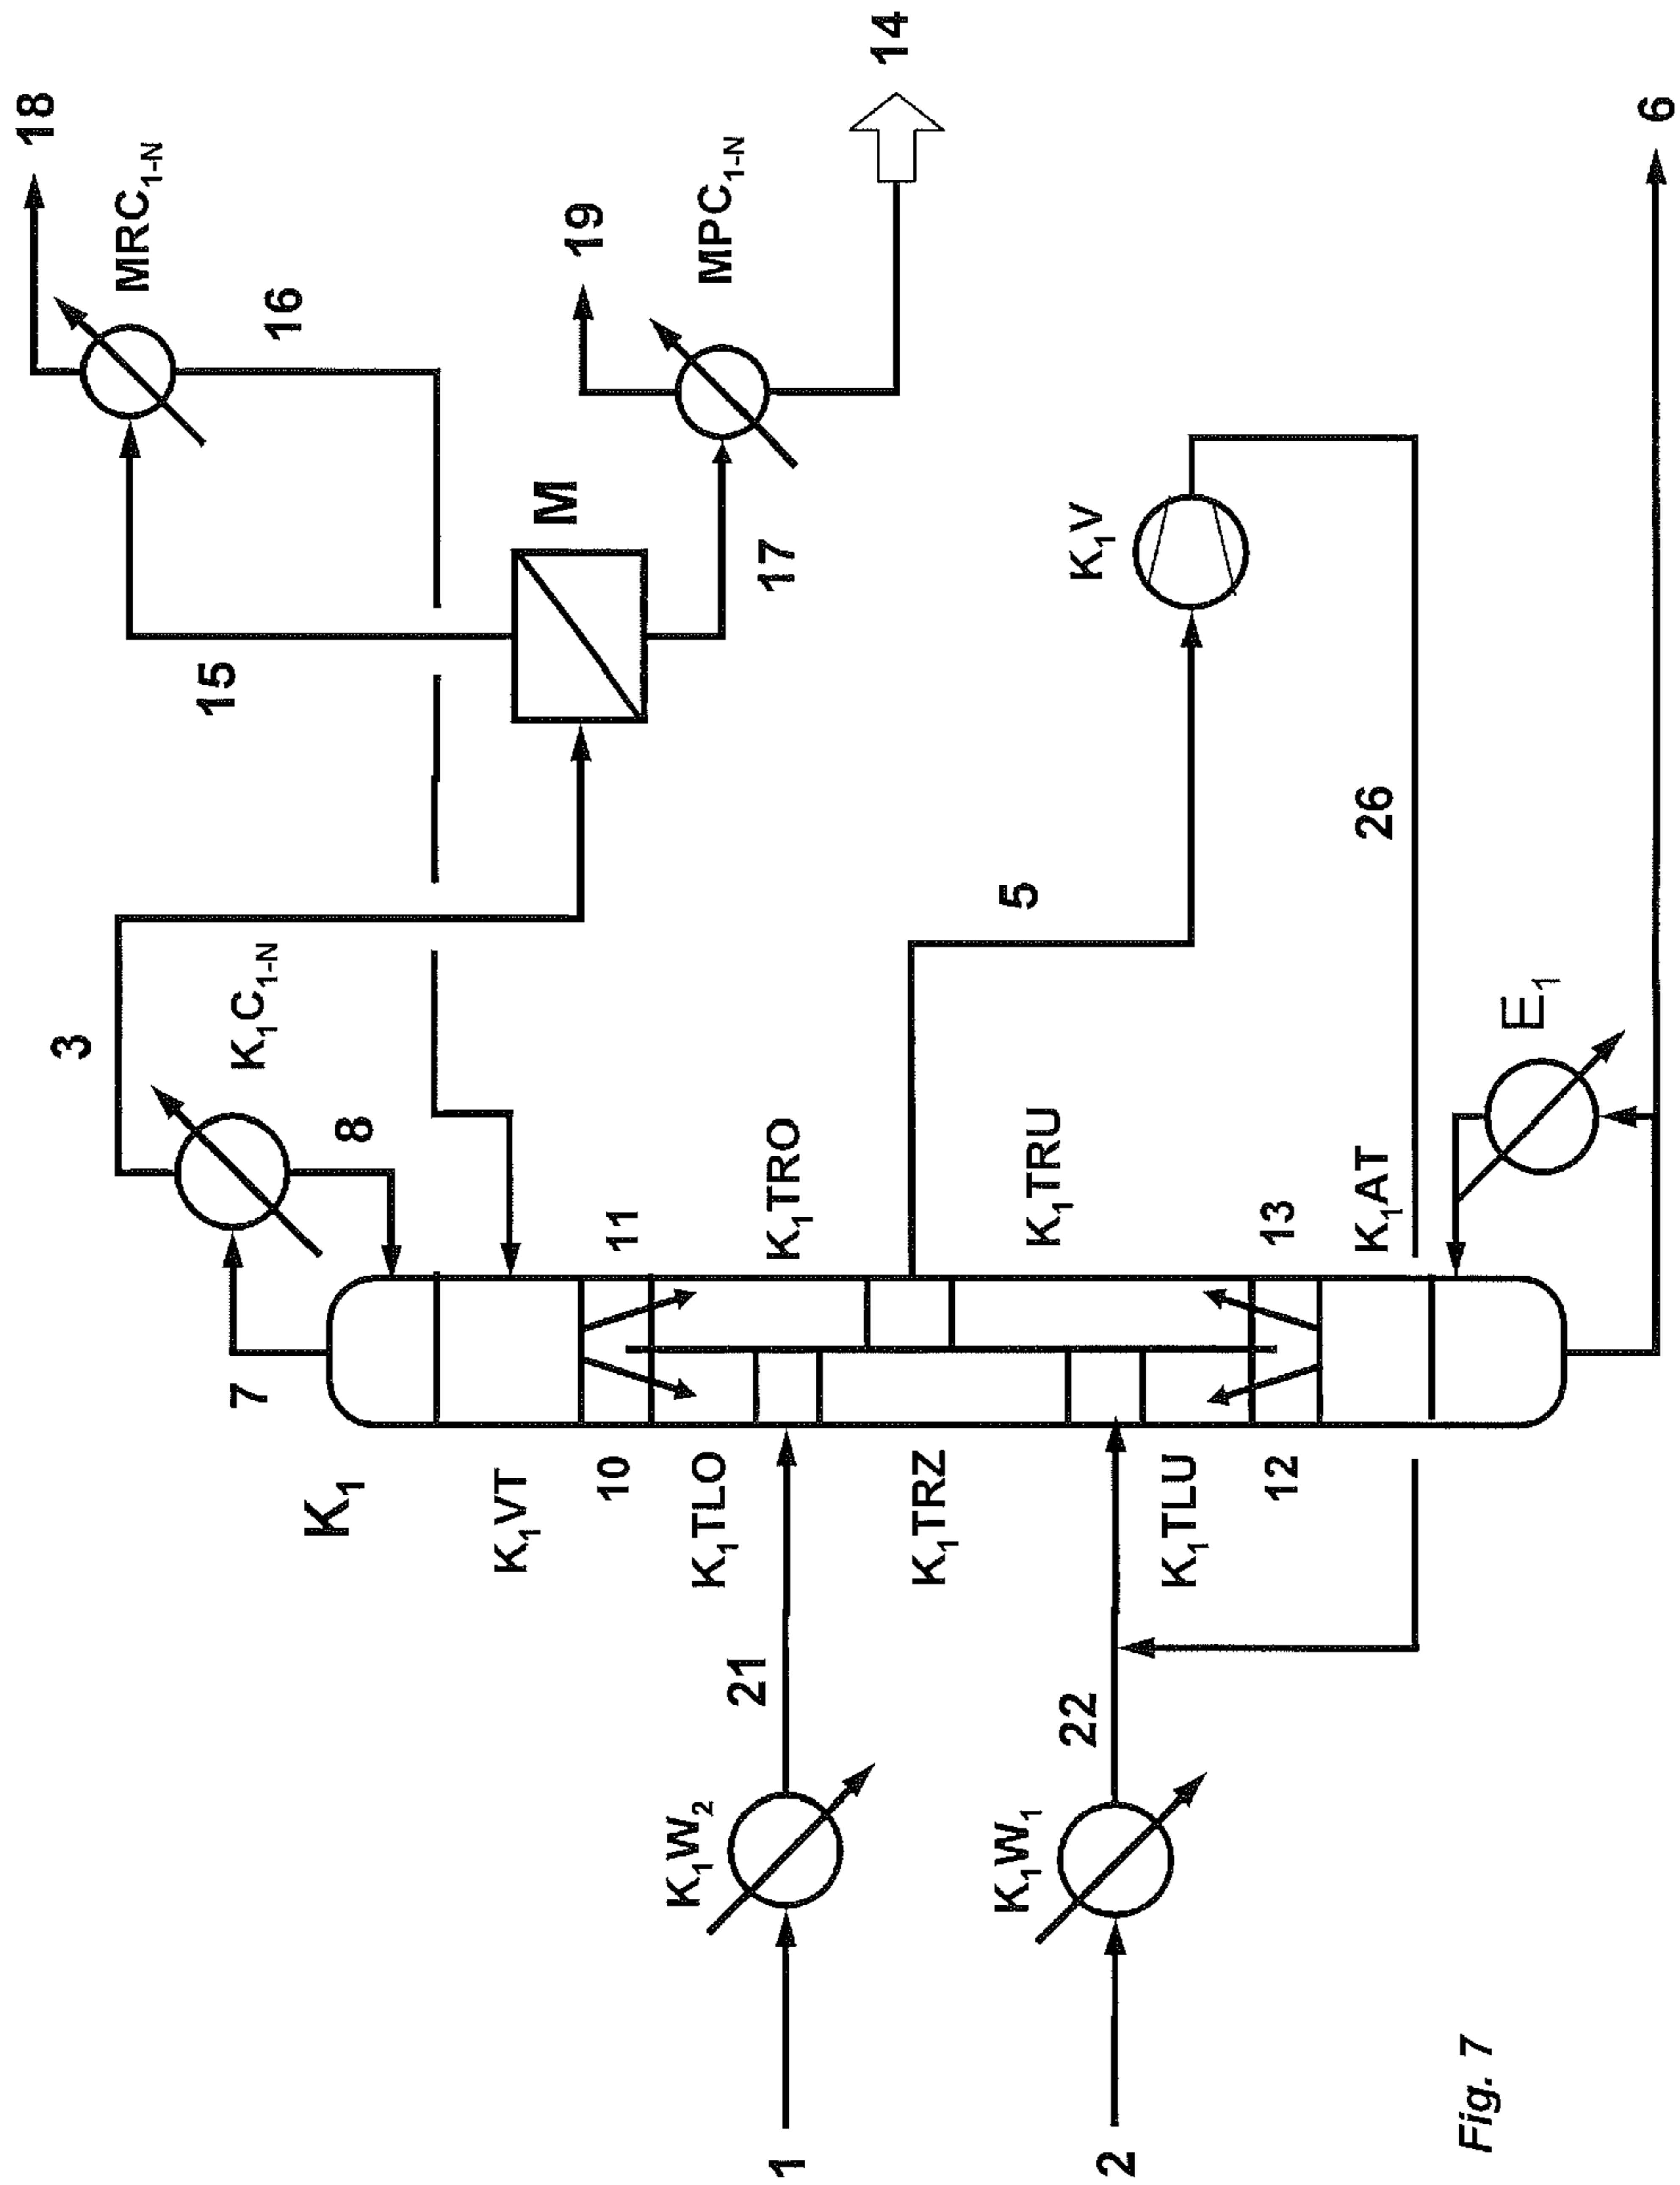 18
MRC1-N
16
15
19
MPC1-N
14
M
17
3
K1C1-N
8
7
K1
K1VT
10
11
K1TLO
K1TRO
K1TRZ
K1TRU
K1TLU
12
13
K1AT
5
K1V
26
E1
6
K1W2
21
1
K1W1
22
2
Fig. 7